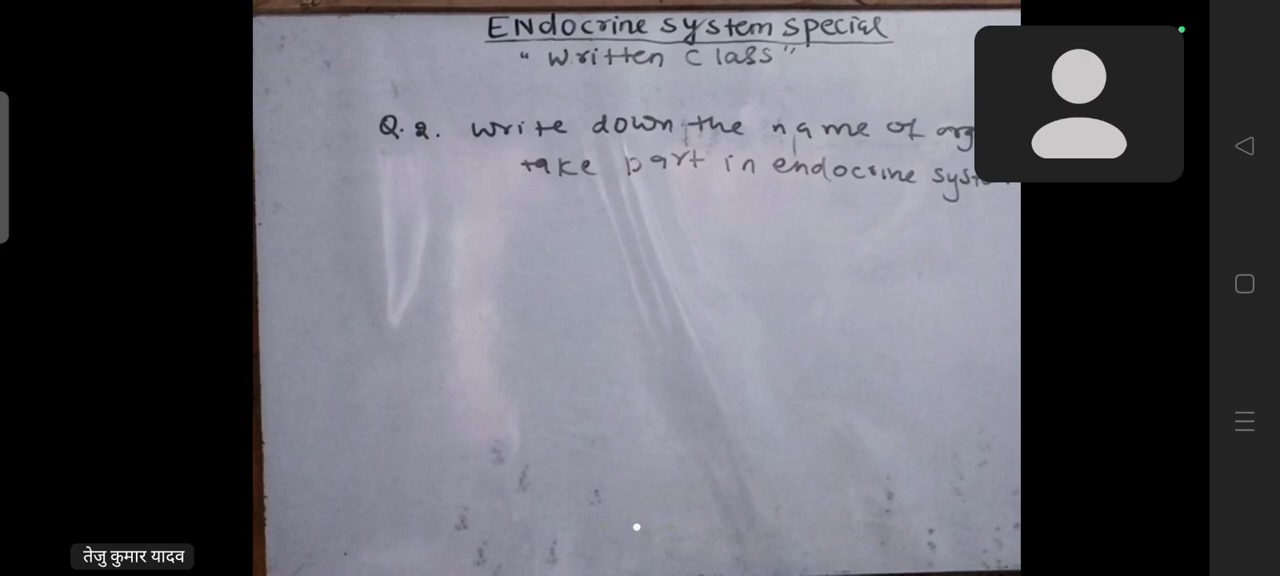 ENdocrine system special
" Written Class "
Q.2. Write down the name of
take part in endocrine
तेजु कुमार यादव